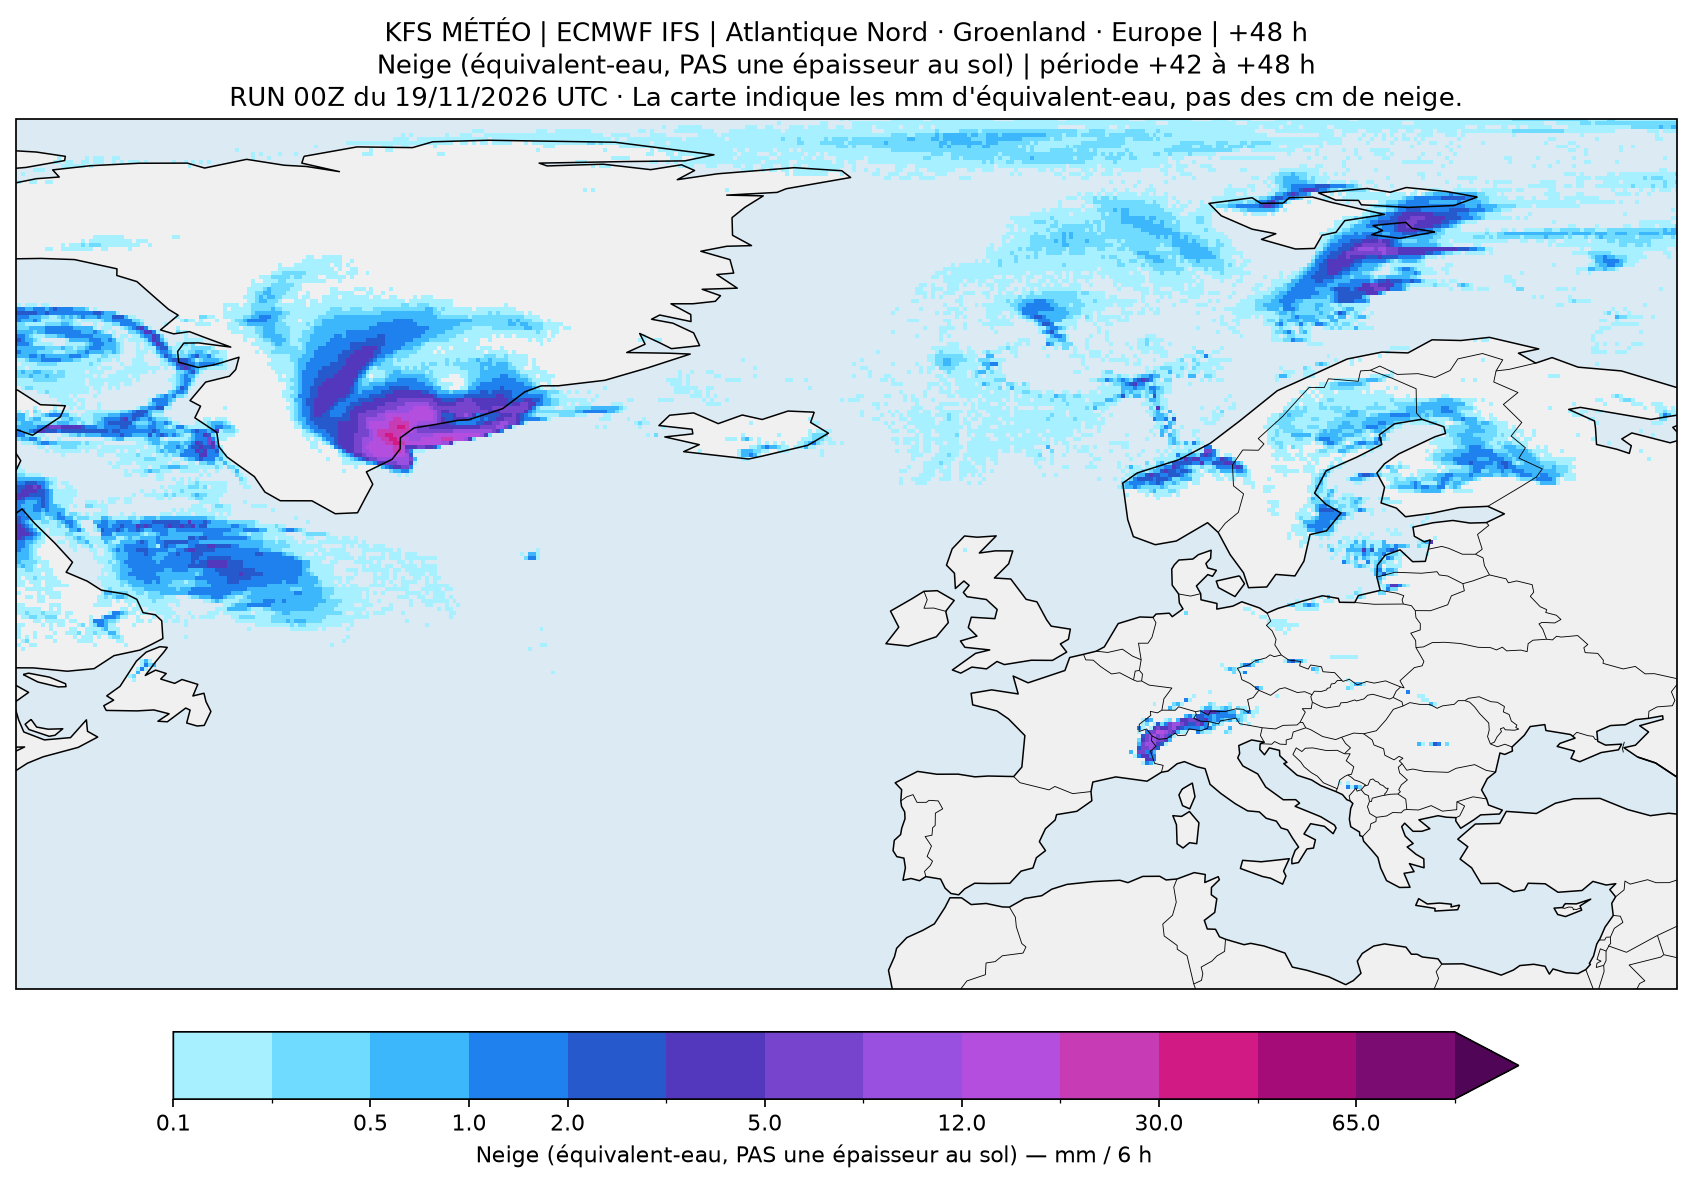 KFS MÉTÉO | ECMWF IFS | Atlantique Nord · Groenland · Europe | +48 h
Neige (équivalent-eau, PAS une épaisseur au sol) | période +42 à +48 h
RUN 00Z du 19/11/2026 UTC · La carte indique les mm d'équivalent-eau, pas des cm de neige.
0.1 0.5 1.0 2.0 5.0 12.0 30.0 65.0
Neige (équivalent-eau, PAS une épaisseur au sol) — mm / 6 h